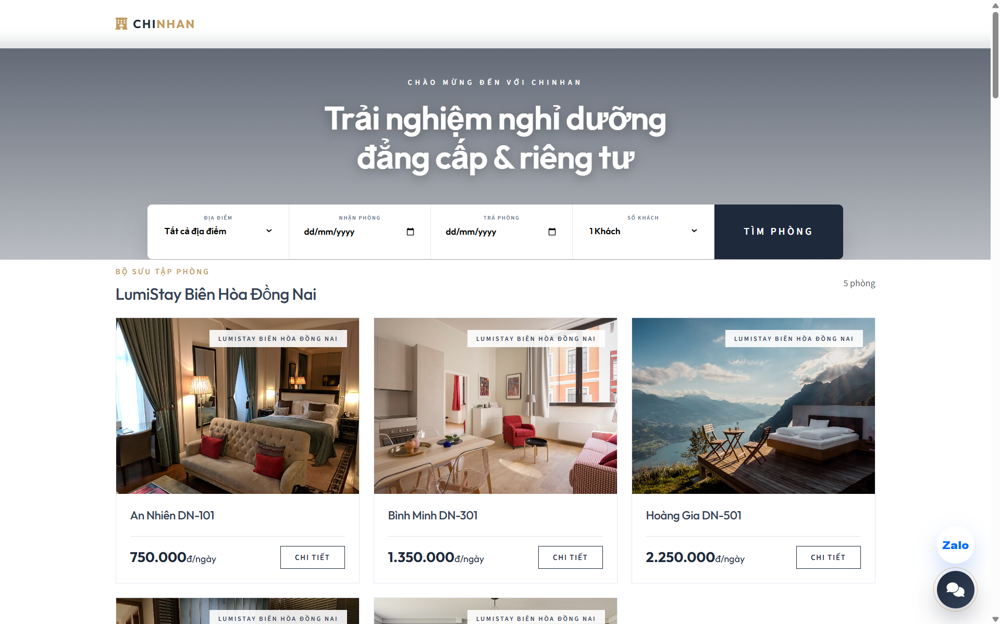 CHINHAN
CHÀO MỪNG ĐẾN VỚI CHINHAN
Trải nghiệm nghỉ dưỡng
đẳng cấp & riêng tư
ĐỊA ĐIỂM
Tất cả địa điểm
NHẬN PHÒNG
dd/mm/yyyy
TRẢ PHÒNG
dd/mm/yyyy
SỐ KHÁCH
1 Khách
TÌM PHÒNG
BỘ SƯU TẬP PHÒNG
LumiStay Biên Hòa Đồng Nai
5 phòng
LUMISTAY BIÊN HÒA ĐỒNG NAI
LUMISTAY BIÊN HÒA ĐỒNG NAI
LUMISTAY BIÊN HÒA ĐỒNG NAI
An Nhiên DN-101
750.000đ/ngày
CHI TIẾT
Bình Minh DN-301
1.350.000đ/ngày
CHI TIẾT
Hoàng Gia DN-501
2.250.000đ/ngày
CHI TIẾT
Zalo
LUMISTAY BIÊN HÒA ĐỒNG NAI
LUMISTAY BIÊN HÒA ĐỒNG NAI